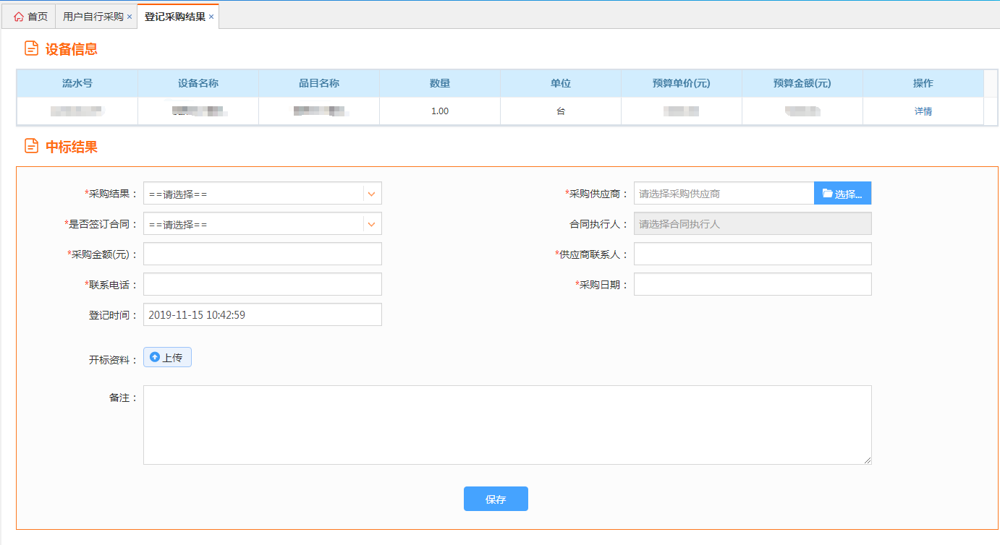 首页 用户自行采购 × 登记采购结果 ×
设备信息
流水号 设备名称 品目名称 数量 单位 预算单价(元) 预算金额(元) 操作
1.00 台 详情
中标结果
*采购结果： ==请选择== *采购供应商： 请选择采购供应商 选择...
*是否签订合同： ==请选择== 合同执行人： 请选择合同执行人
*采购金额(元)： *供应商联系人：
*联系电话： *采购日期：
登记时间： 2019-11-15 10:42:59
开标资料： 上传
备注：
保存